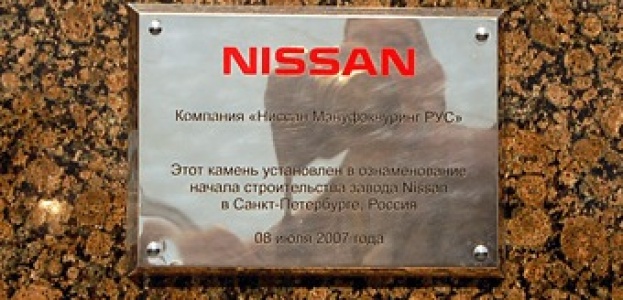 NISSAN
Компания «Ниссан Мэнуфэкчуринг РУС»
Этот камень установлен в ознаменование
начала строительства завода Nissan
в Санкт-Петербурге, Россия
08 июля 2007 года